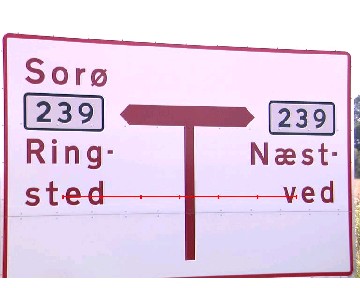 Sorø
239
Ring-
sted
239
Næst-
ved